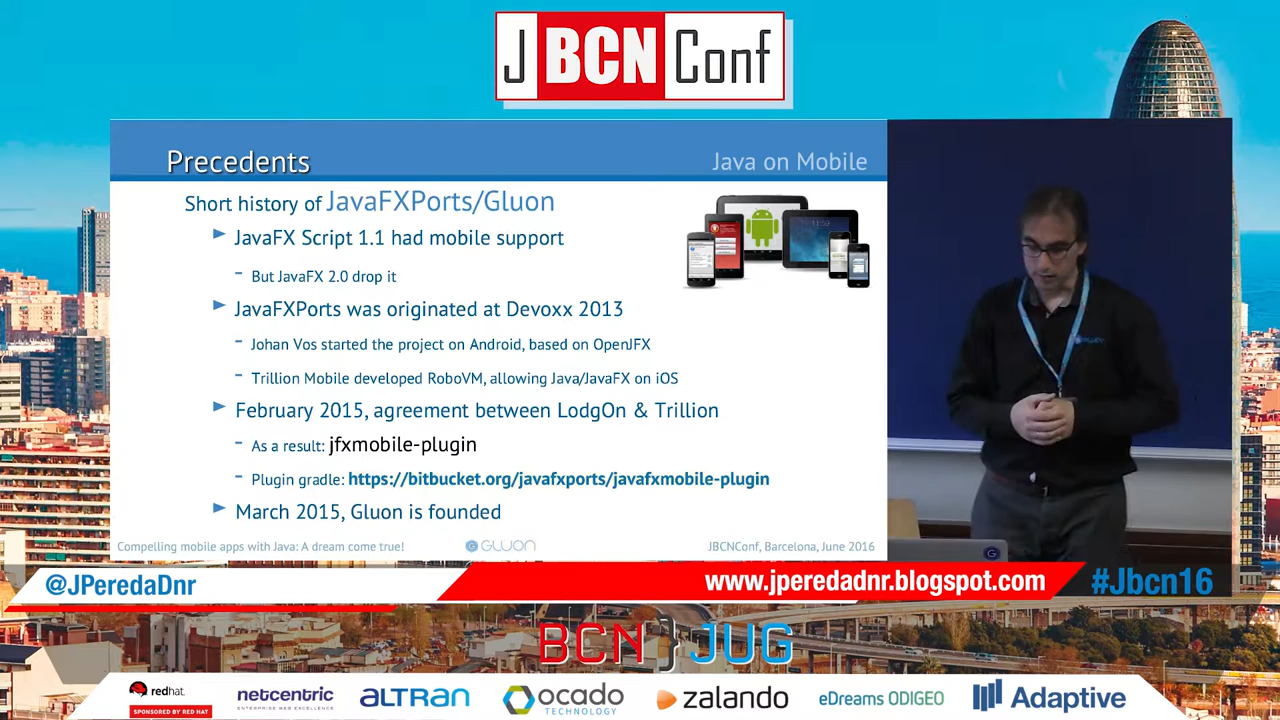 J BCN Conf
Precedents
Java on Mobile
Short history of JavaFXPorts/Gluon
JavaFX Script 1.1 had mobile support
But JavaFX 2.0 drop it
JavaFXPorts was originated at Devoxx 2013
Johan Vos started the project on Android, based on OpenJFX
Trillion Mobile developed RoboVM, allowing Java/JavaFX on iOS
February 2015, agreement between LodgOn & Trillion
As a result: jfxmobile-plugin
Plugin gradle: https://bitbucket.org/javafxports/javafxmobile-plugin
March 2015, Gluon is founded
Compelling mobile apps with Java: A dream come true!
GLUON
JBCNConf, Barcelona, June 2016
@JPeredaDnr
www.jperedadnr.blogspot.com
#Jbcn16
BCN JUG
redhat.
SPONSORED BY RED HAT
netcentric
ENTERPRISE WEB EXCELLENCE
ALTRAN
ocado
TECHNOLOGY
zalando
eDreams ODIGEO
Adaptive